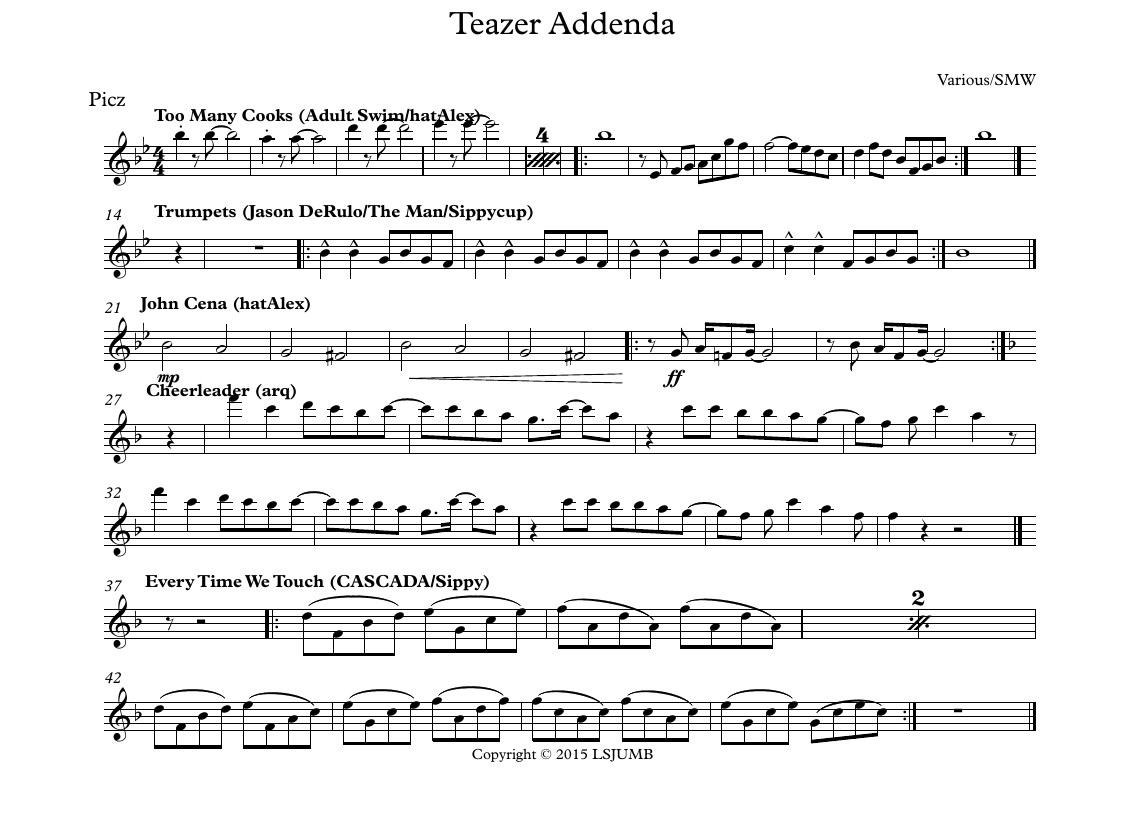 Teazer Addenda
Various/SMW
Picz
Too Many Cooks (Adult Swim/hatAlex)
4
4
4
14
Trumpets (Jason DeRulo/The Man/Sippycup)
21
John Cena (hatAlex)
mp
ff
27
Cheerleader (arq)
32
37
Every Time We Touch (CASCADA/Sippy)
2
42
Copyright © 2015 LSJUMB